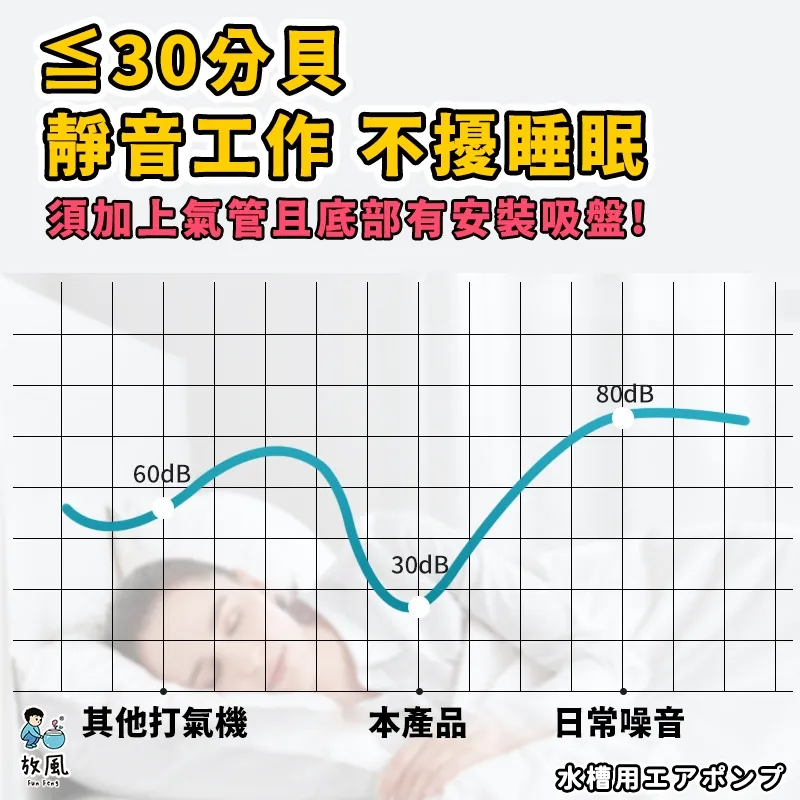 ≦30分貝
靜音工作 不擾睡眠
須加上氣管且底部有安裝吸盤!
80dB
60dB
30dB
其他打氣機
本產品
日常噪音
放風
Fun Feng
水槽用エアポンプ